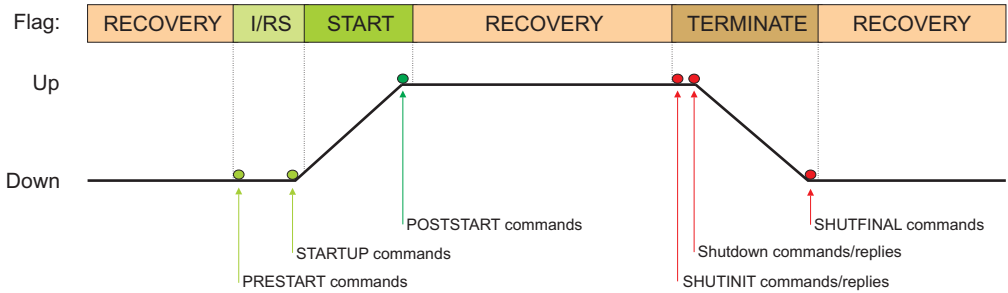 Flag: RECOVERY I/RS START RECOVERY TERMINATE RECOVERY
Up
Down
POSTSTART commands
SHUTFINAL commands
STARTUP commands
Shutdown commands/replies
PRESTART commands
SHUTINIT commands/replies